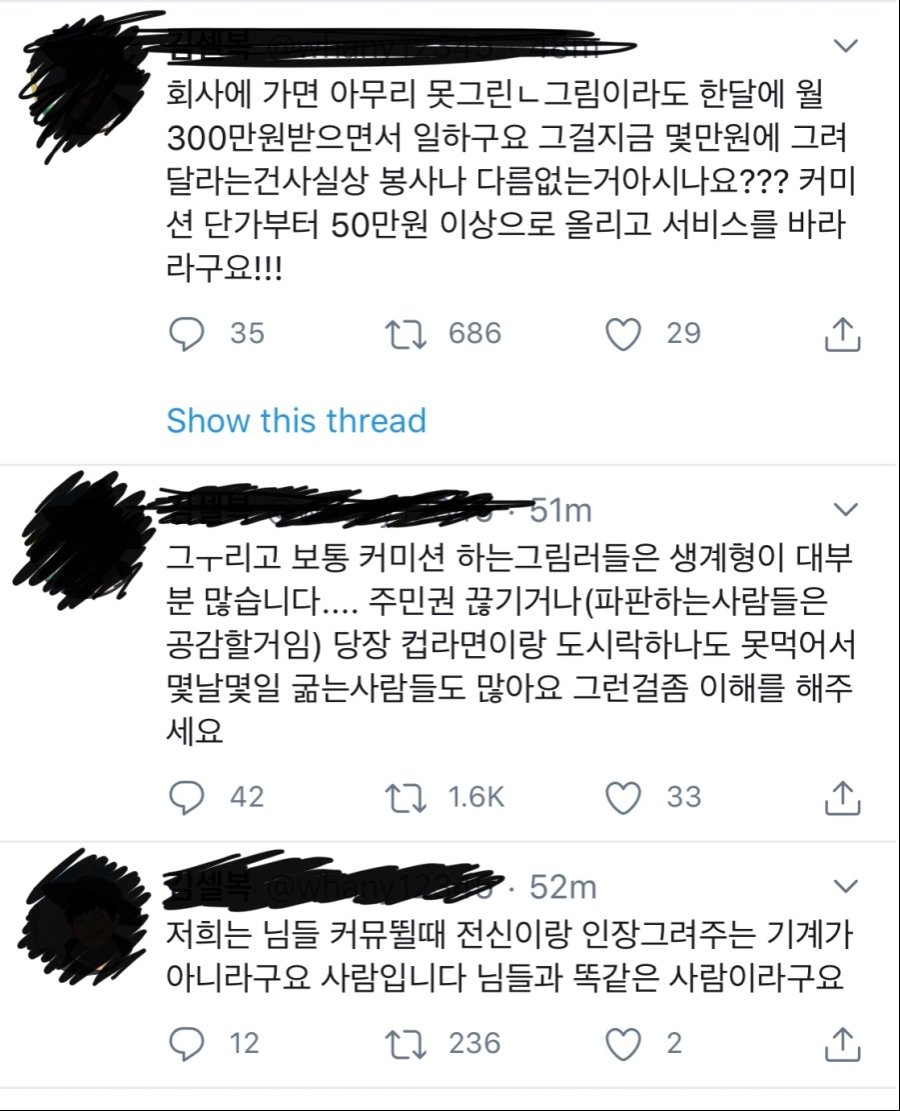 회사에 가면 아무리 못그린ㄴ그림이라도 한달에 월
300만원받으면서 일하구요 그걸지금 몇만원에 그려
달라는건사실상 봉사나 다름없는거아시나요??? 커미
션 단가부터 50만원 이상으로 올리고 서비스를 바라
라구요!!!
35 686 29
Show this thread
· 51m
그ㅜ리고 보통 커미션 하는그림러들은 생계형이 대부
분 많습니다.... 주민권 끊기거나(파판하는사람들은
공감할거임) 당장 컵라면이랑 도시락하나도 못먹어서
몇날몇일 굶는사람들도 많아요 그런걸좀 이해를 해주
세요
42 1.6K 33
· 52m
저희는 님들 커뮤뛸때 전신이랑 인장그려주는 기계가
아니라구요 사람입니다 님들과 똑같은 사람이라구요
12 236 2